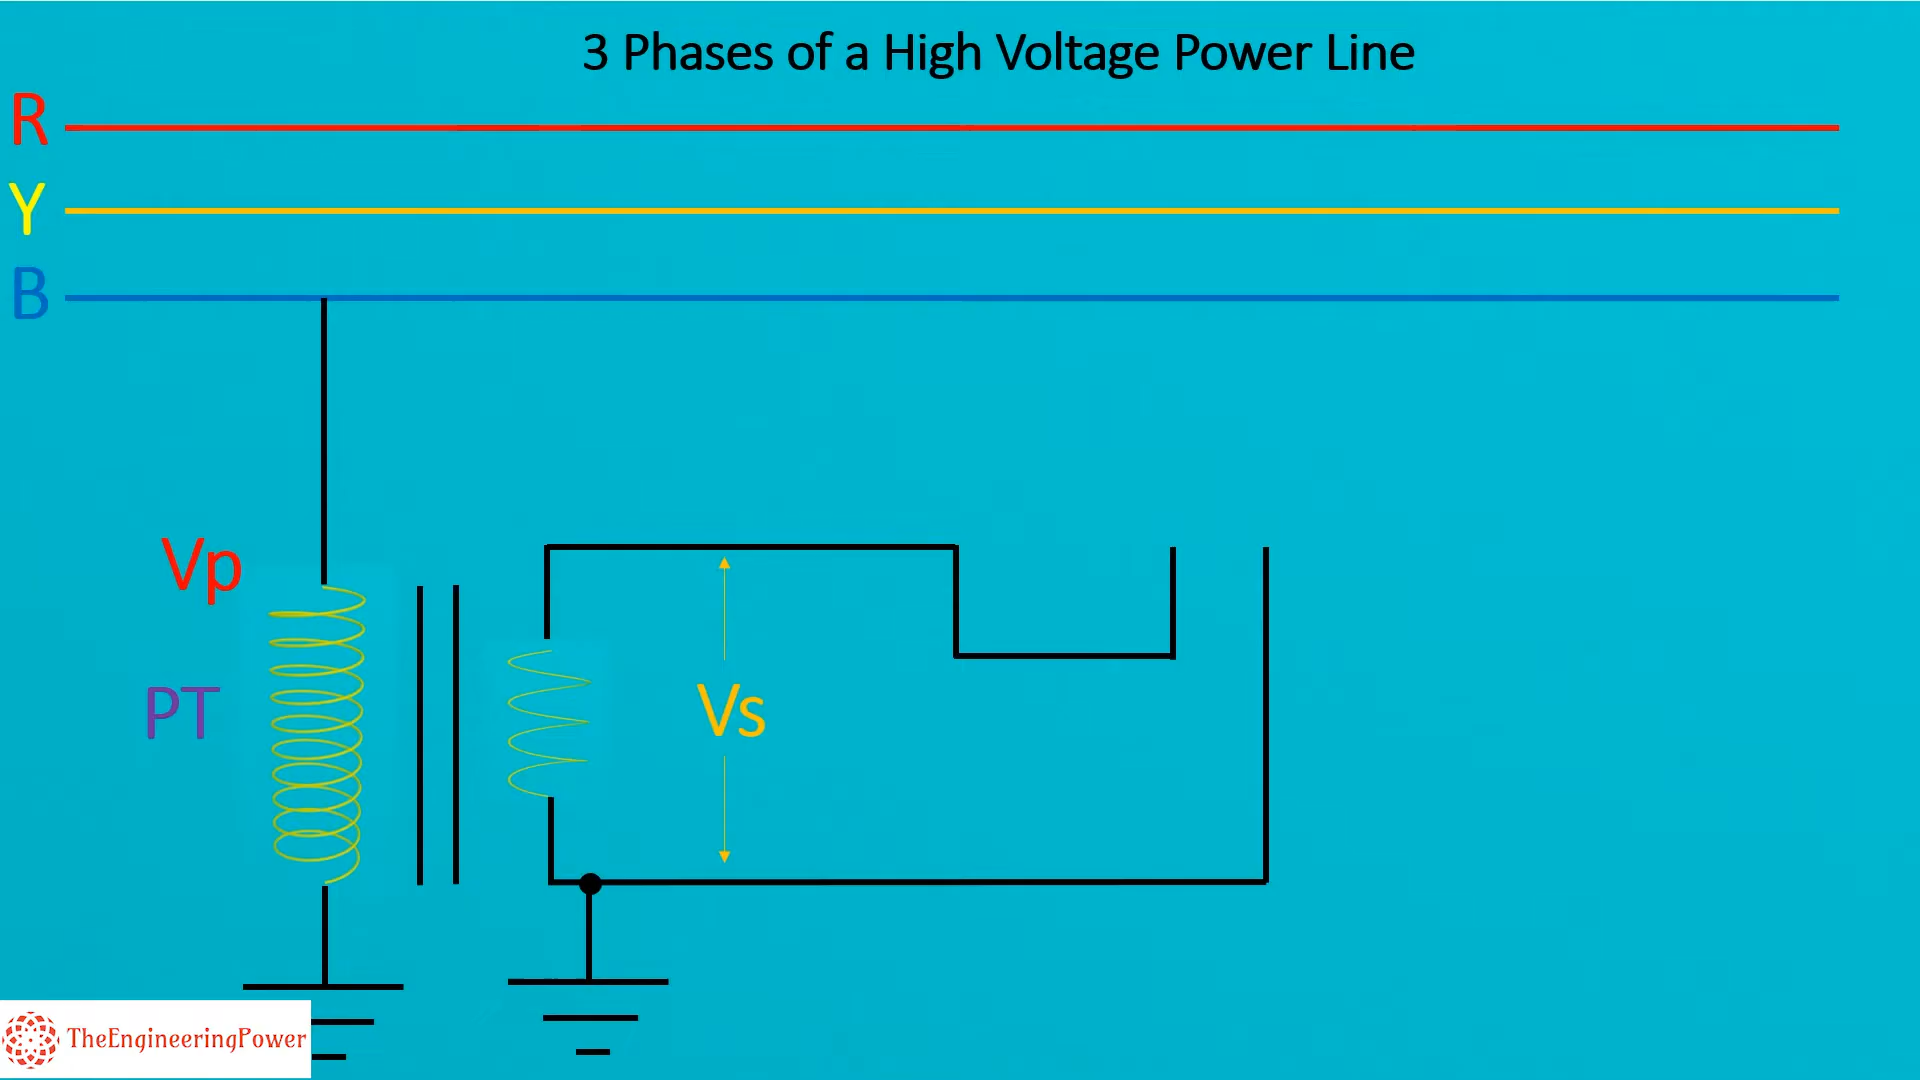 3 Phases of a High Voltage Power Line
R
Y
B
Vp
PT
Vs
TheEngineeringPower